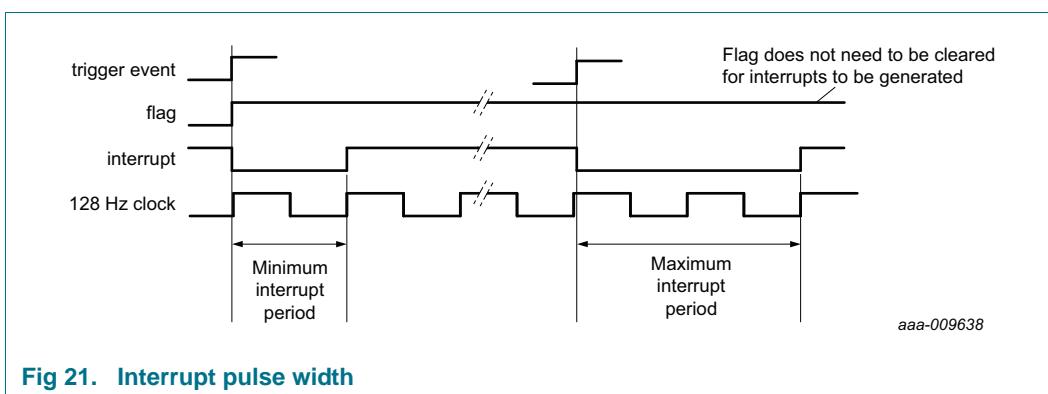 trigger event
Flag does not need to be cleared
for interrupts to be generated
flag
interrupt
128 Hz clock
Minimum
interrupt
period
Maximum
interrupt
period
aaa-009638
Fig 21. Interrupt pulse width